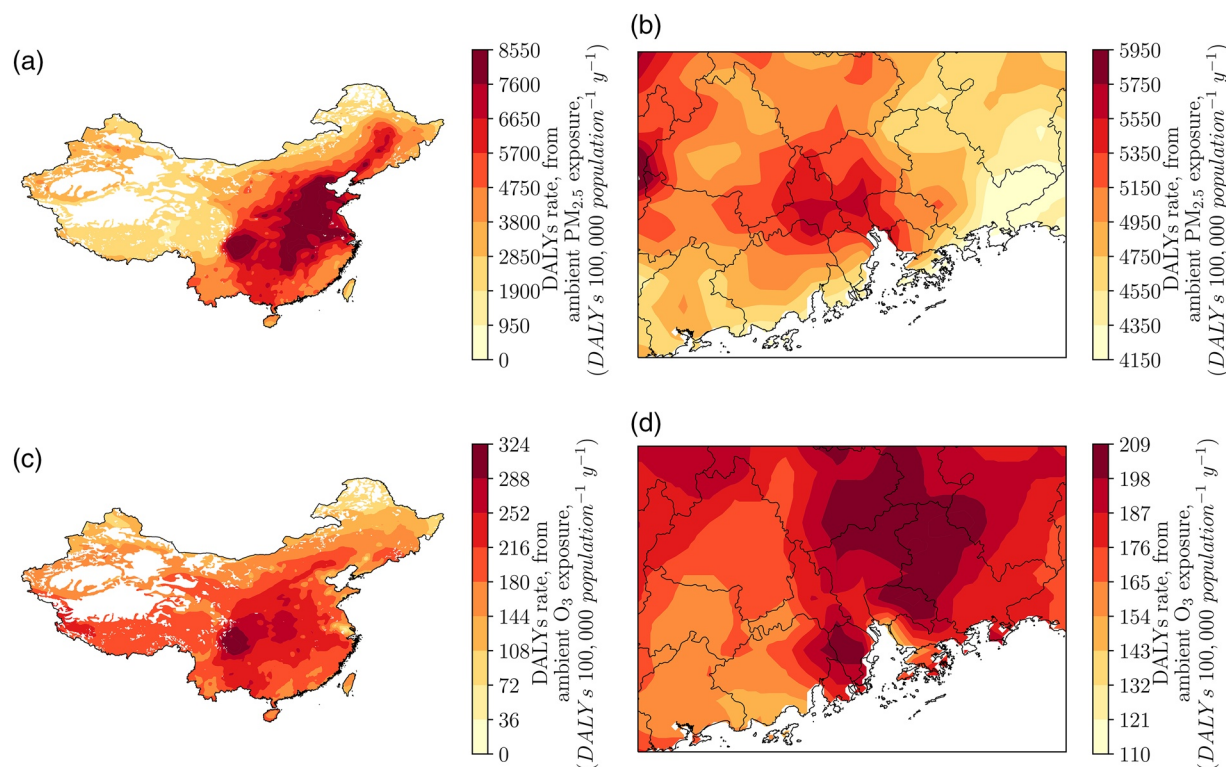 (a)
8550
7600
6650
5700
4750
3800
2850
1900
950
0
DALYs rate, from
ambient PM2.5 exposure,
(DALYs 100,000 population−1 y−1)
(b)
5950
5750
5550
5350
5150
4950
4750
4550
4350
4150
DALYs rate, from
ambient PM2.5 exposure,
(DALYs 100,000 population−1 y−1)
(c)
324
288
252
216
180
144
108
72
36
0
DALYs rate, from
ambient O3 exposure,
(DALYs 100,000 population−1 y−1)
(d)
209
198
187
176
165
154
143
132
121
110
DALYs rate, from
ambient O3 exposure,
(DALYs 100,000 population−1 y−1)